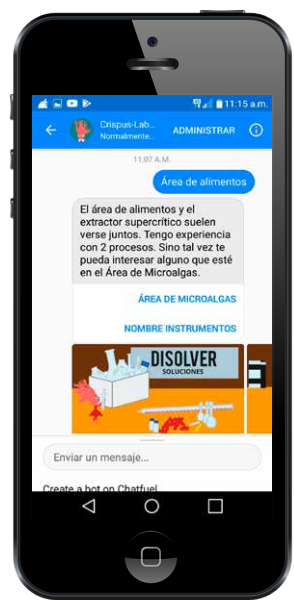 11:15 a.m.
Crispus-Lab...
Normalmente...
ADMINISTRAR
11:07 A.M.
Área de alimentos
El área de alimentos y el
extractor supercrítico suelen
verse juntos. Tengo experiencia
con 2 procesos. Sino tal vez te
pueda interesar alguno que esté
en el Área de Microalgas.
ÁREA DE MICROALGAS
NOMBRE INSTRUMENTOS
DISOLVER
SOLUCIONES
Enviar un mensaje...
Create a bot on Chatfuel